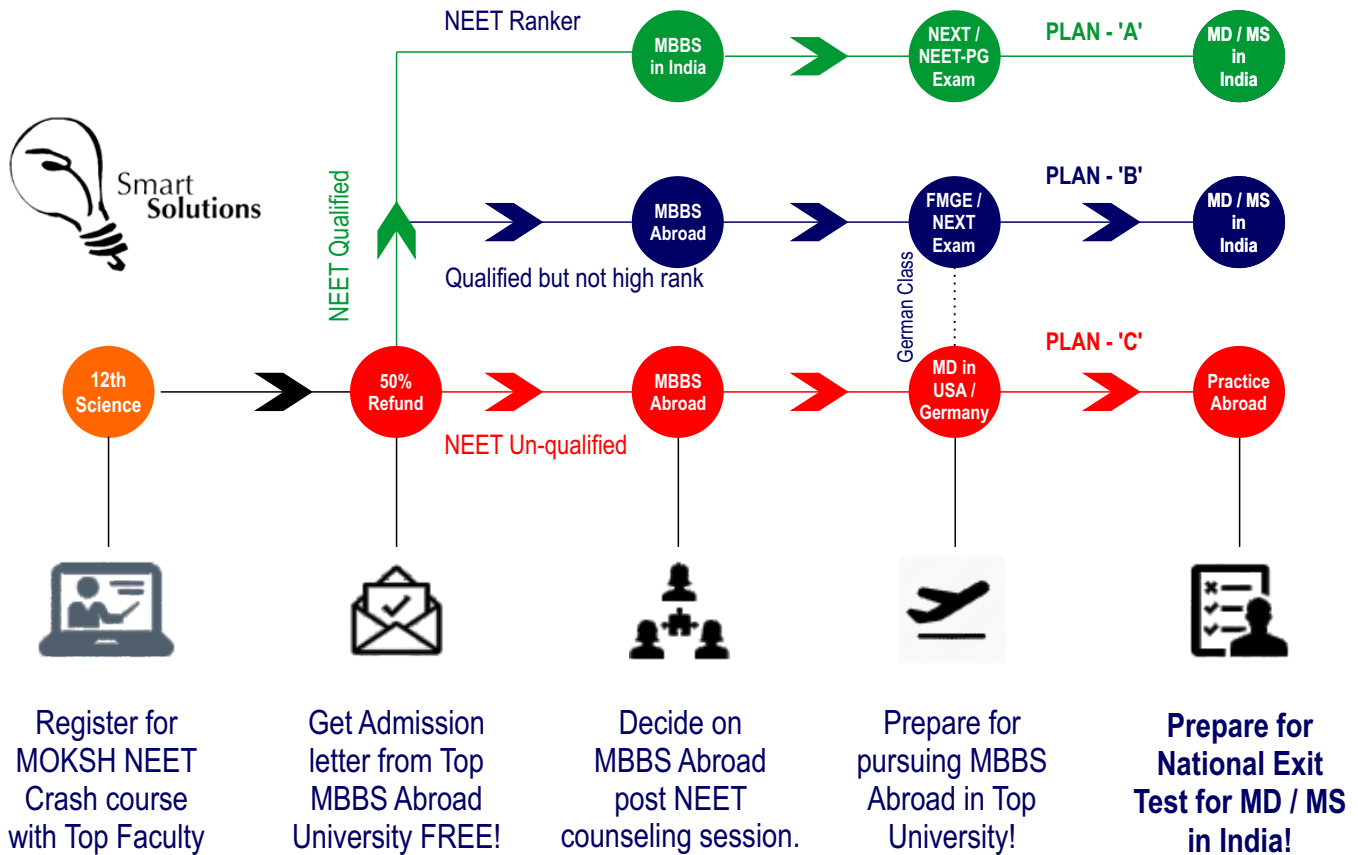 NEET Ranker
MBBS
in India
NEXT /
NEET-PG
Exam
PLAN - 'A'
MD / MS
in
India
Smart
Solutions
NEET Qualified
MBBS
Abroad
FMGE /
NEXT
Exam
PLAN - 'B'
MD / MS
in
India
Qualified but not high rank
German Class
12th
Science
50%
Refund
MBBS
Abroad
MD in
USA /
Germany
PLAN - 'C'
Practice
Abroad
NEET Un-qualified
Register for
MOKSH NEET
Crash course
with Top Faculty
Get Admission
letter from Top
MBBS Abroad
University FREE!
Decide on
MBBS Abroad
post NEET
counseling session.
Prepare for
pursuing MBBS
Abroad in Top
University!
Prepare for
National Exit
Test for MD / MS
in India!